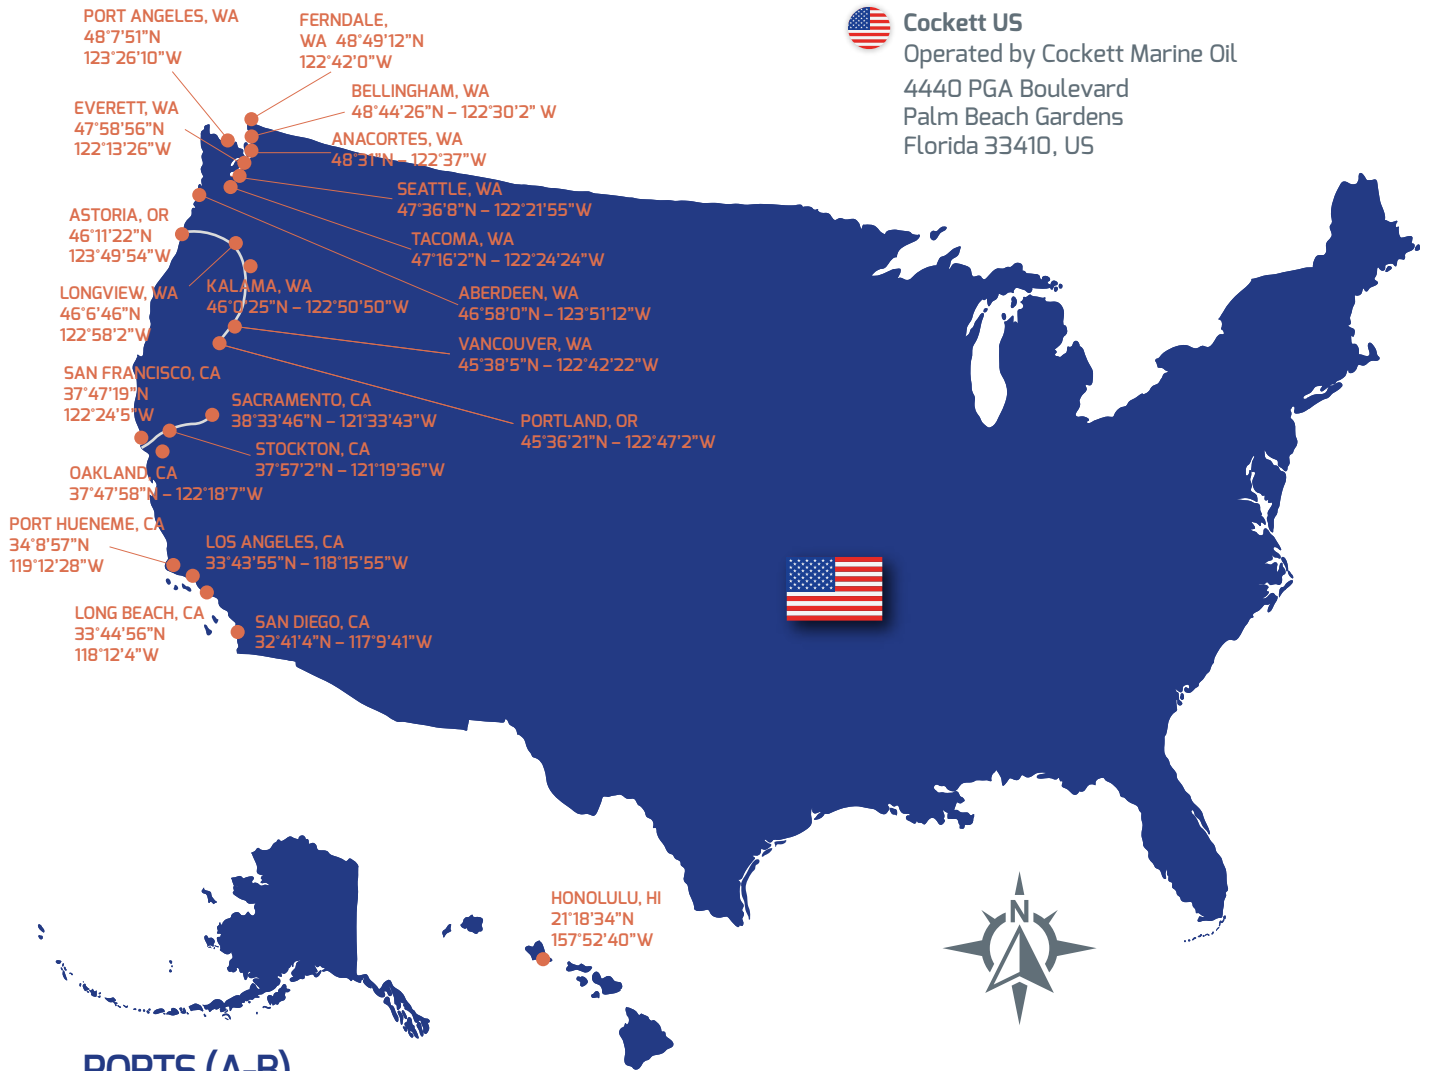 PORT ANGELES, WA
48°7'51"N
123°26'10"W
FERNDALE,
WA 48°49'12"N
122°42'0"W
BELLINGHAM, WA
48°44'26"N – 122°30'2" W
EVERETT, WA
47°58'56"N
122°13'26"W
ANACORTES, WA
48°31"N – 122°37"W
SEATTLE, WA
47°36'8"N – 122°21'55"W
ASTORIA, OR
46°11'22"N
123°49'54"W
TACOMA, WA
47°16'2"N – 122°24'24"W
LONGVIEW, WA
46°6'46"N
122°58'2"W
KALAMA, WA
46°0'25"N – 122°50'50"W
ABERDEEN, WA
46°58'0"N – 123°51'12"W
VANCOUVER, WA
45°38'5"N – 122°42'22"W
SAN FRANCISCO, CA
37°47'19"N
122°24'5"W
SACRAMENTO, CA
38°33'46"N – 121°33'43"W
PORTLAND, OR
45°36'21"N – 122°47'2"W
STOCKTON, CA
37°57'2"N – 121°19'36"W
OAKLAND, CA
37°47'58"N – 122°18'7"W
PORT HUENEME, CA
34°8'57"N
119°12'28"W
LOS ANGELES, CA
33°43'55"N – 118°15'55"W
LONG BEACH, CA
33°44'56"N
118°12'4"W
SAN DIEGO, CA
32°41'4"N – 117°9'41"W
HONOLULU, HI
21°18'34"N
157°52'40"W
Cockett US
Operated by Cockett Marine Oil
4440 PGA Boulevard
Palm Beach Gardens
Florida 33410, US
N
PORTS (A-B)